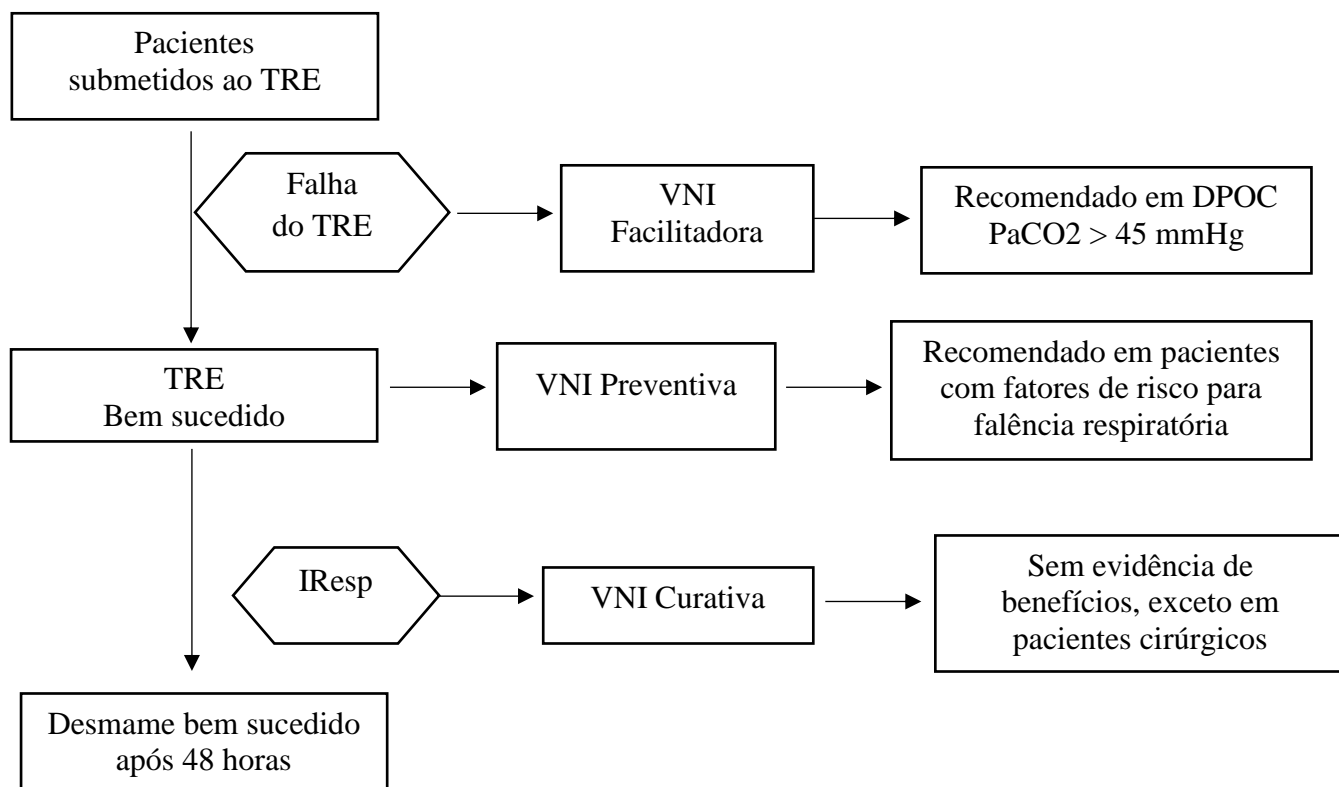 Pacientes
submetidos ao TRE
Falha
do TRE
VNI
Facilitadora
Recomendado em DPOC
PaCO2 > 45 mmHg
TRE
Bem sucedido
VNI Preventiva
Recomendado em pacientes
com fatores de risco para
falência respiratória
IResp
VNI Curativa
Sem evidência de
benefícios, exceto em
pacientes cirúrgicos
Desmame bem sucedido
após 48 horas